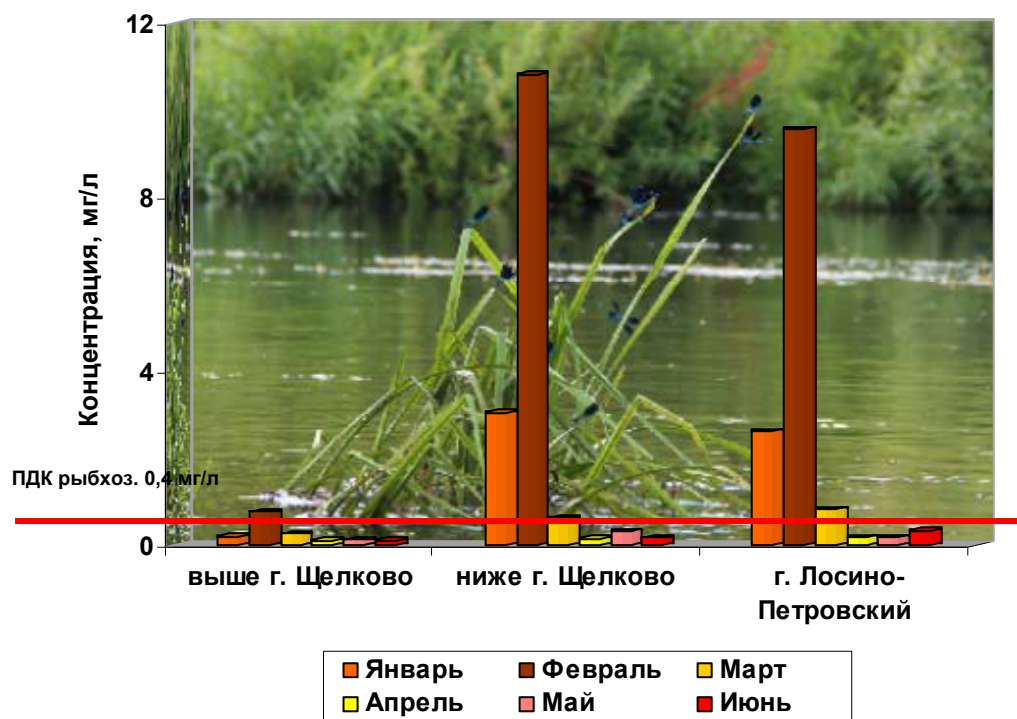 12
8
4
0
Концентрация, мг/л
ПДК рыбхоз. 0,4 мг/л
выше г. Щелково
ниже г. Щелково
г. Лосино-
Петровский
Январь
Февраль
Март
Апрель
Май
Июнь